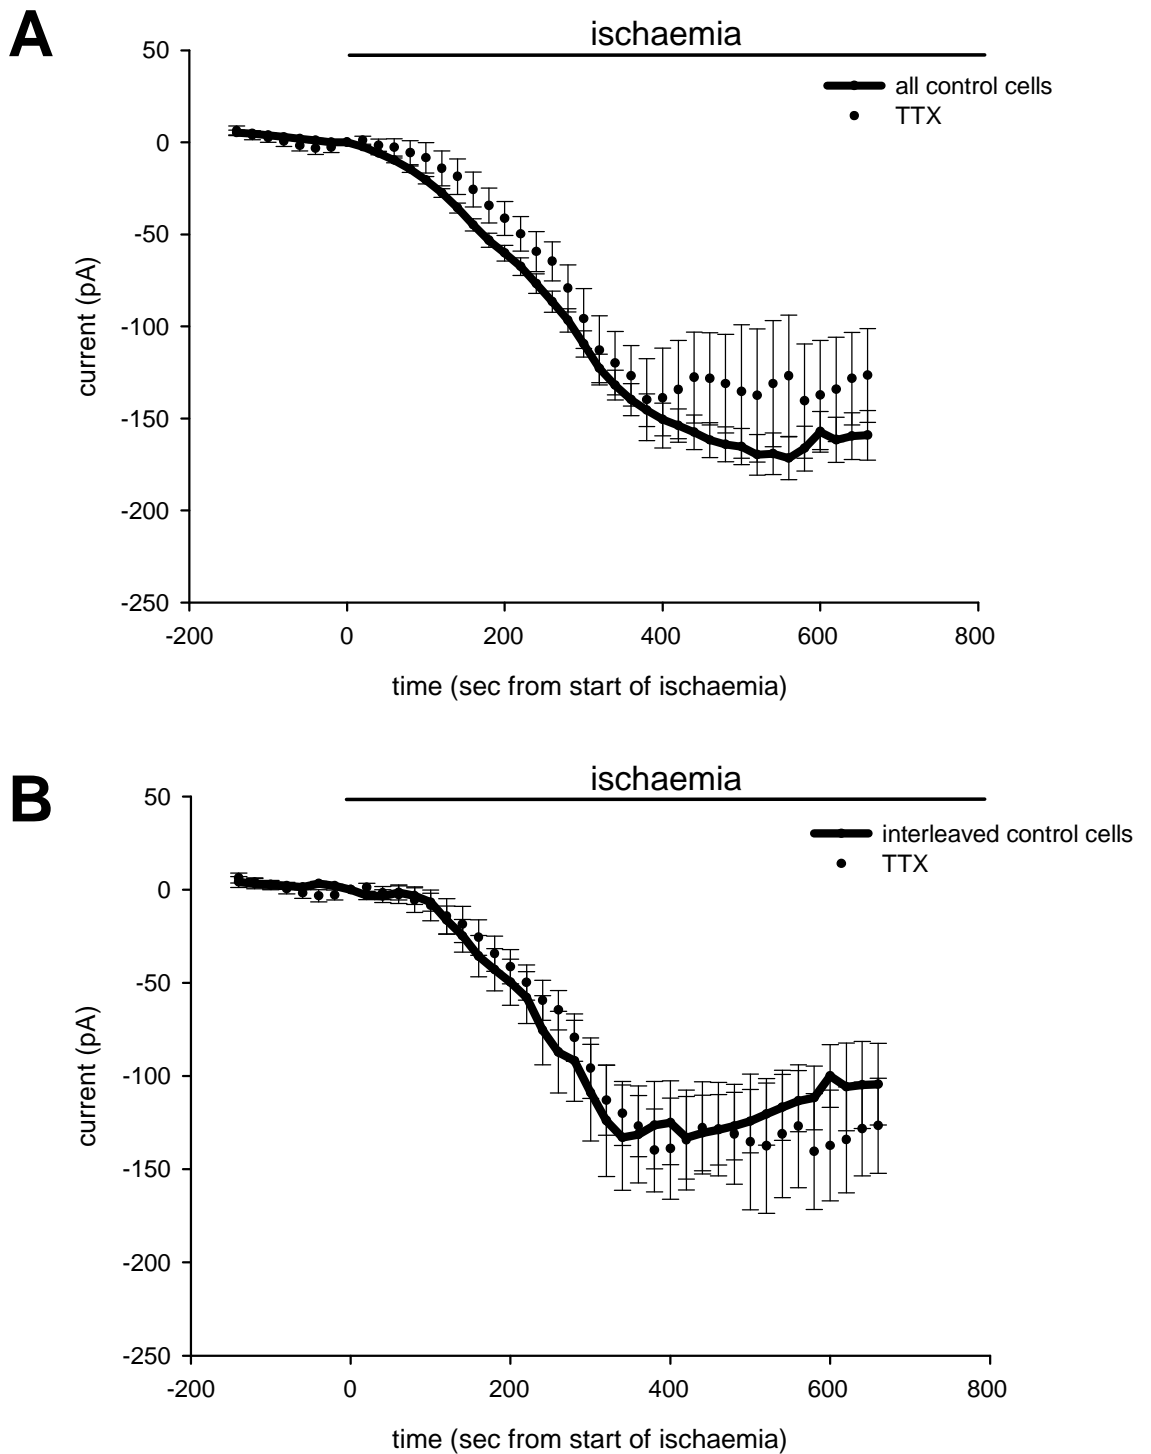 A
ischaemia
all control cells
TTX
50
0
-50
-100
-150
-200
-250
current (pA)
-200 0 200 400 600 800
time (sec from start of ischaemia)
B
ischaemia
interleaved control cells
TTX
50
0
-50
-100
-150
-200
-250
current (pA)
-200 0 200 400 600 800
time (sec from start of ischaemia)